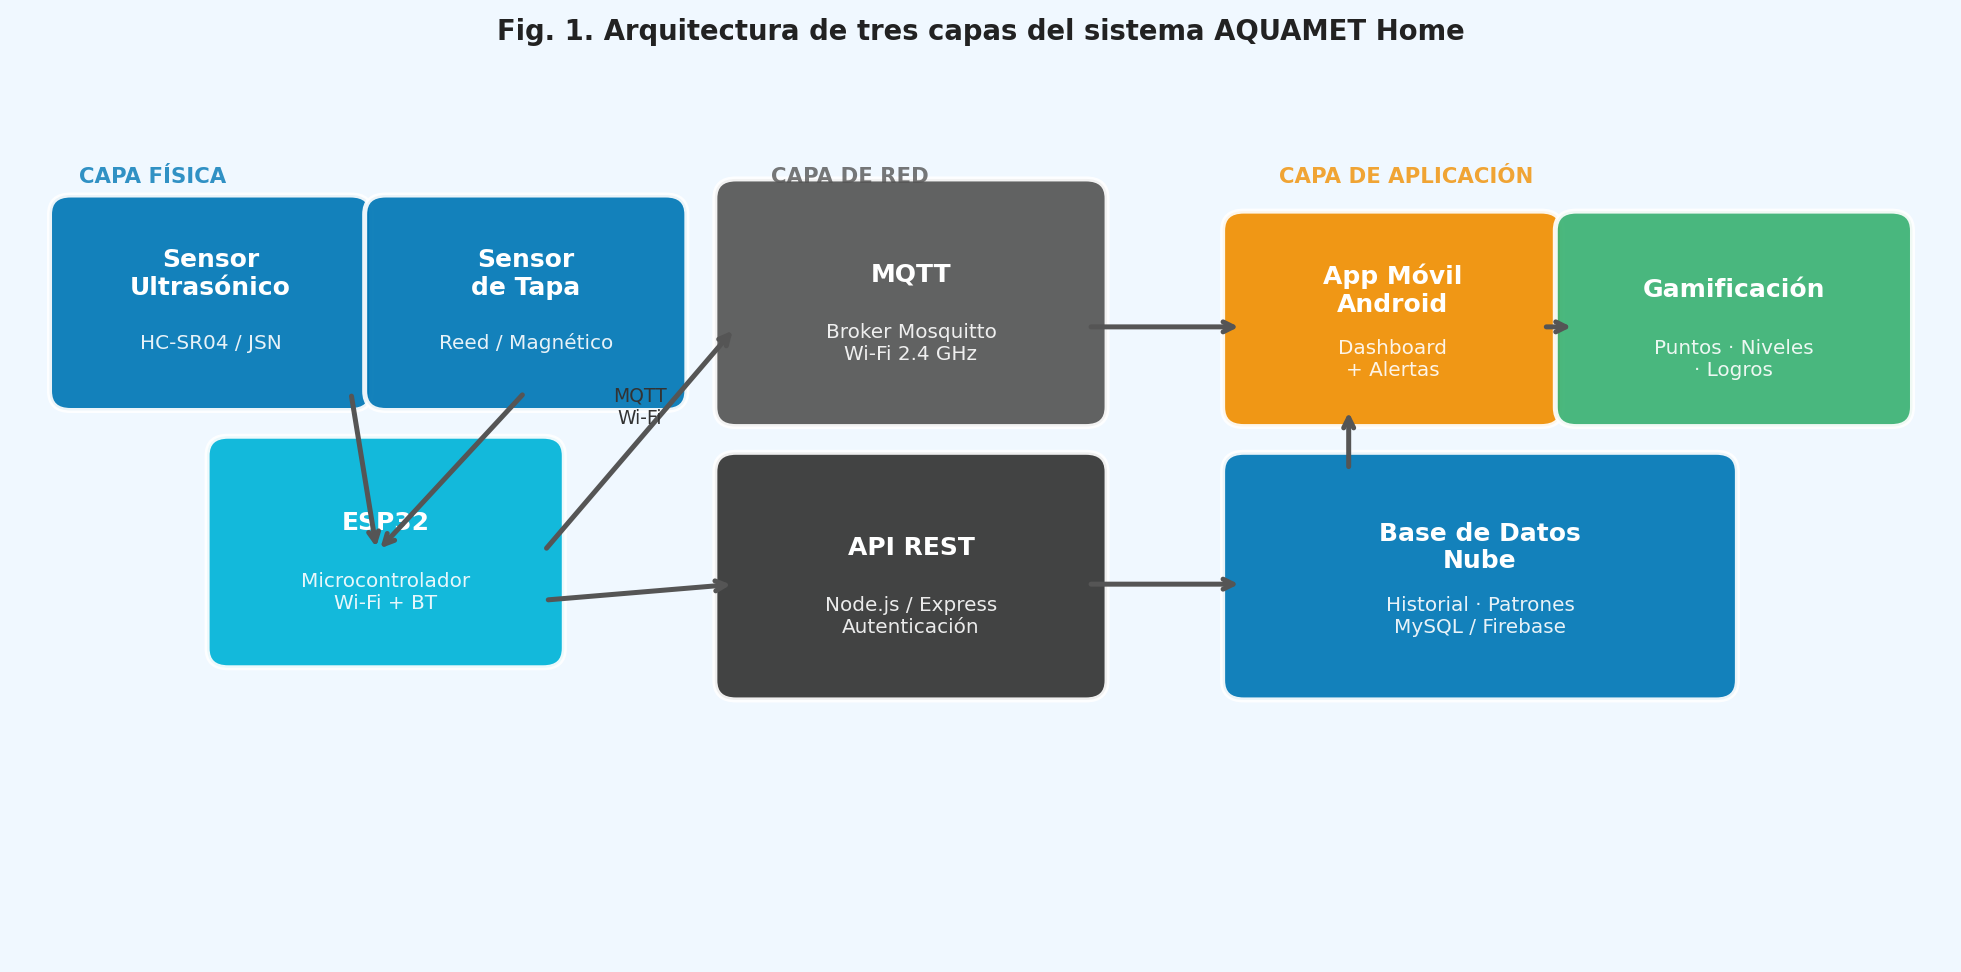 Fig. 1. Arquitectura de tres capas del sistema AQUAMET Home
CAPA FÍSICA
CAPA DE RED
CAPA DE APLICACIÓN
Sensor
Ultrasónico
HC-SR04 / JSN
Sensor
de Tapa
Reed / Magnético
MQTT
Broker Mosquitto
Wi-Fi 2.4 GHz
App Móvil
Android
Dashboard
+ Alertas
Gamificación
Puntos · Niveles
· Logros
MQTT
Wi-Fi
ESP32
Microcontrolador
Wi-Fi + BT
API REST
Node.js / Express
Autenticación
Base de Datos
Nube
Historial · Patrones
MySQL / Firebase